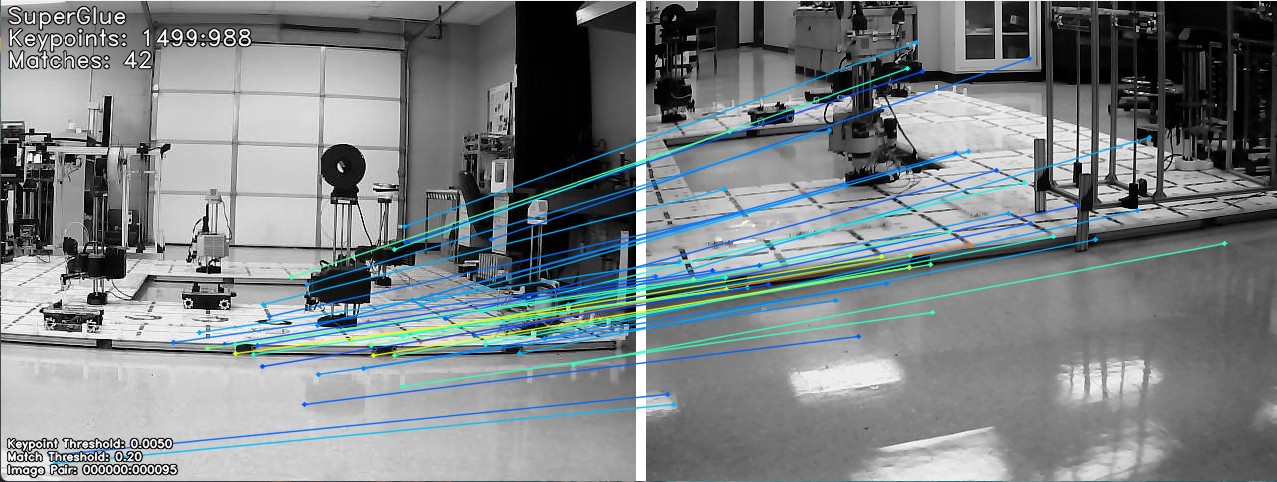 SuperGlue
Keypoints: 1499:988
Matches: 42
Keypoint Threshold: 0.0050
Match Threshold: 0.20
Image Pair: 000000:000095